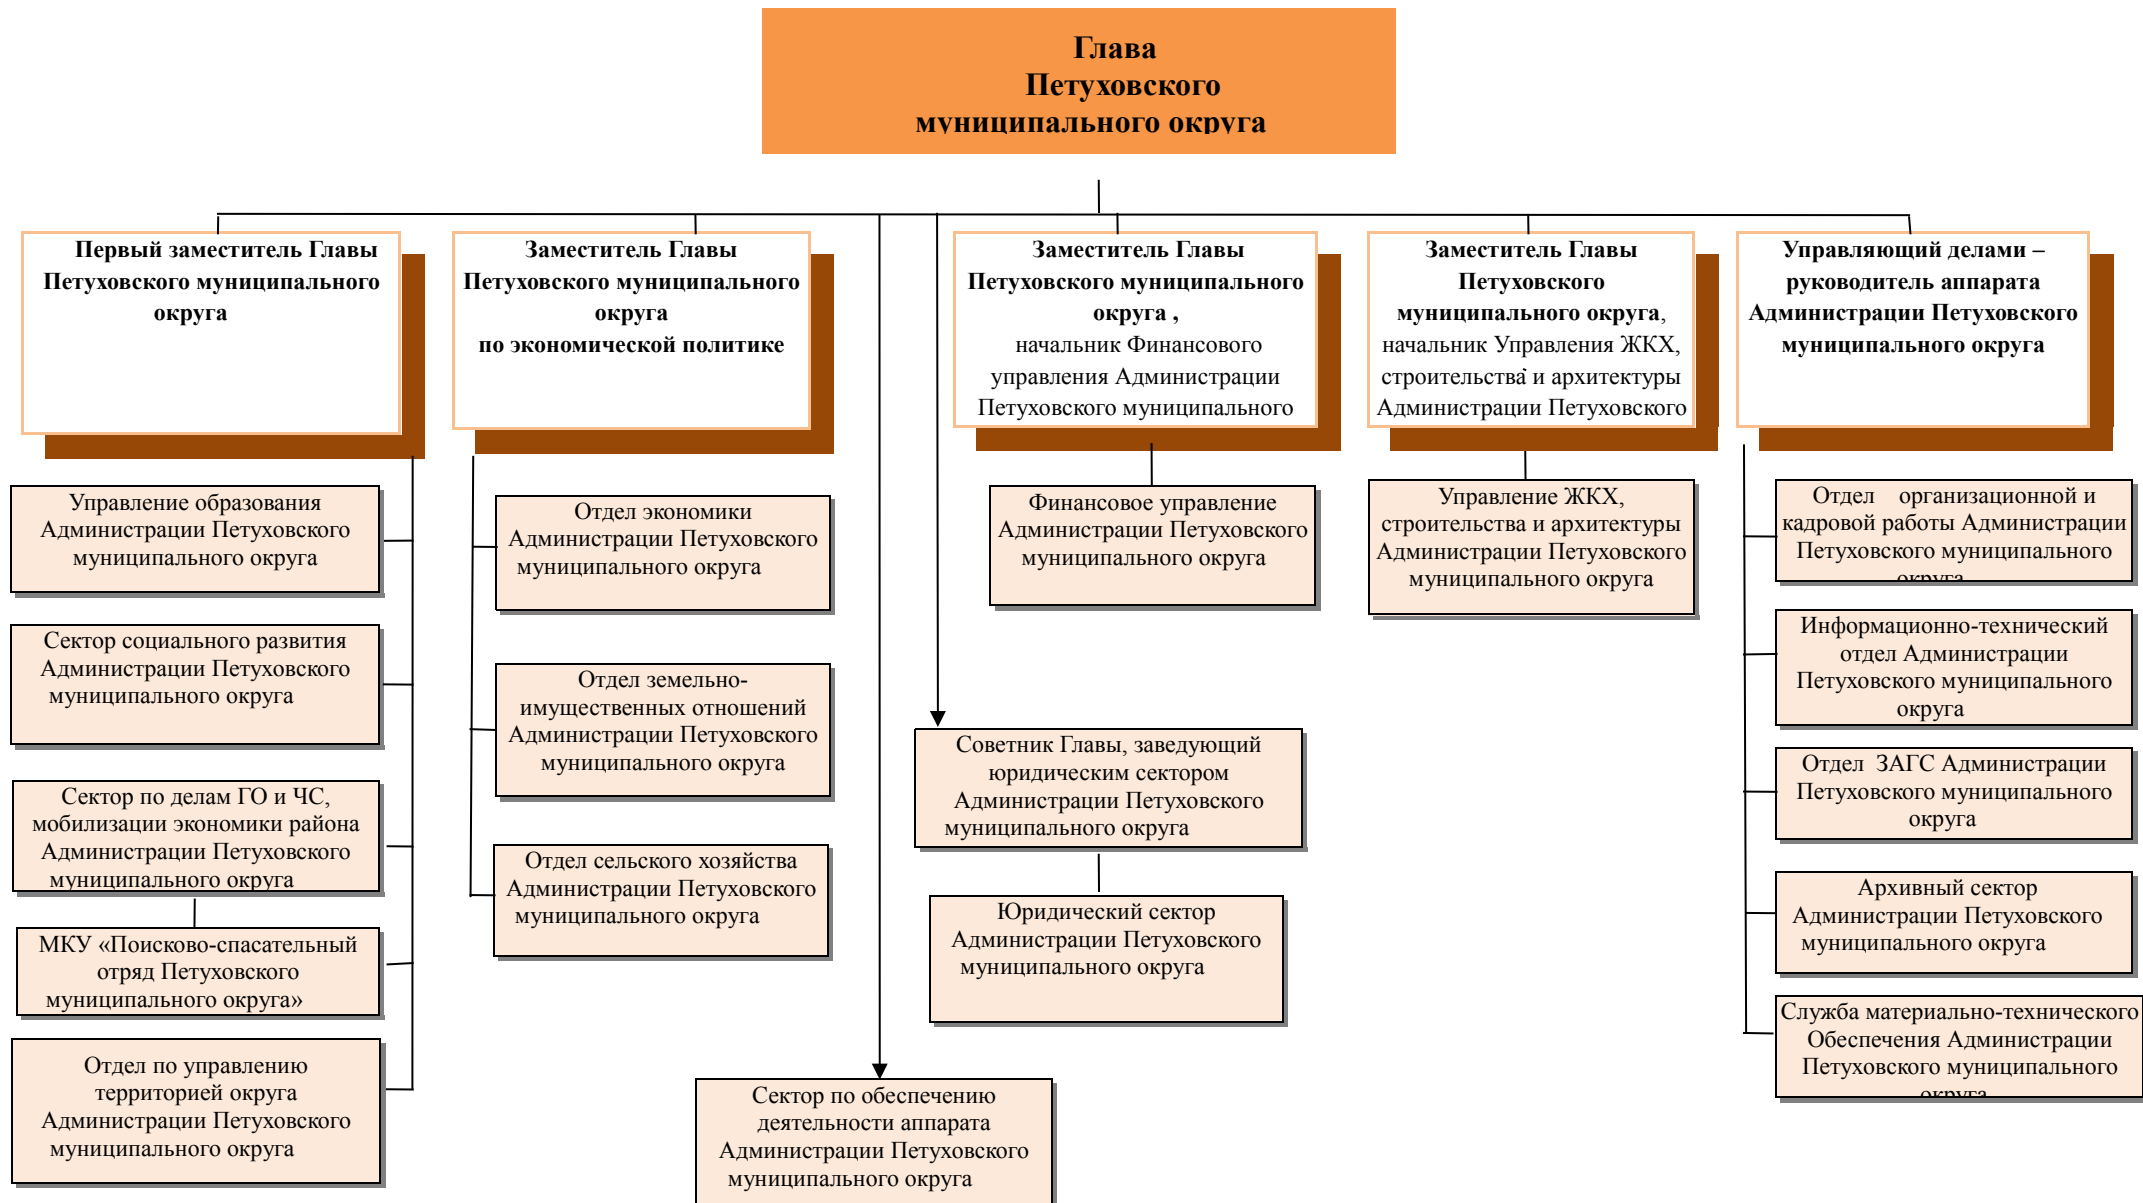 Глава
Петуховского
муниципального округа
Первый заместитель Главы
Петуховского муниципального
округа
Заместитель Главы
Петуховского муниципального
округа
по экономической политике
Заместитель Главы
Петуховского муниципального
округа ,
начальник Финансового
управления Администрации
Петуховского муниципального
Заместитель Главы
Петуховского
муниципального округа,
начальник Управления ЖКХ,
строительства и архитектуры
Администрации Петуховского
Управляющий делами –
руководитель аппарата
Администрации Петуховского
муниципального округа
Управление образования
Администрации Петуховского
муниципального округа
Сектор социального развития
Администрации Петуховского
муниципального округа
Сектор по делам ГО и ЧС,
мобилизации экономики района
Администрации Петуховского
муниципального округа
МКУ «Поисково-спасательный
отряд Петуховского
муниципального округа»
Отдел по управлению
территорией округа
Администрации Петуховского
муниципального округа
Отдел экономики
Администрации Петуховского
муниципального округа
Отдел земельно-
имущественных отношений
Администрации Петуховского
муниципального округа
Отдел сельского хозяйства
Администрации Петуховского
муниципального округа
Сектор по обеспечению
деятельности аппарата
Администрации Петуховского
муниципального округа
Финансовое управление
Администрации Петуховского
муниципального округа
Советник Главы, заведующий
юридическим сектором
Администрации Петуховского
муниципального округа
Юридический сектор
Администрации Петуховского
муниципального округа
Управление ЖКХ,
строительства и архитектуры
Администрации Петуховского
муниципального округа
Отдел организационной и
кадровой работы Администрации
Петуховского муниципального
округа
Информационно-технический
отдел Администрации
Петуховского муниципального
округа
Отдел ЗАГС Администрации
Петуховского муниципального
округа
Архивный сектор
Администрации Петуховского
муниципального округа
Служба материально-технического
Обеспечения Администрации
Петуховского муниципального
округа